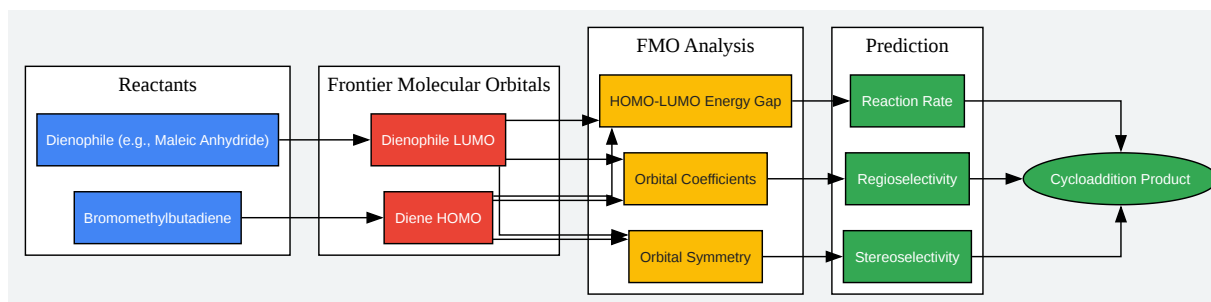 Reactants
Dienophile (e.g., Maleic Anhydride)
Bromomethylbutadiene
Frontier Molecular Orbitals
Dienophile LUMO
Diene HOMO
FMO Analysis
HOMO-LUMO Energy Gap
Orbital Coefficients
Orbital Symmetry
Prediction
Reaction Rate
Regioselectivity
Stereoselectivity
Cycloaddition Product